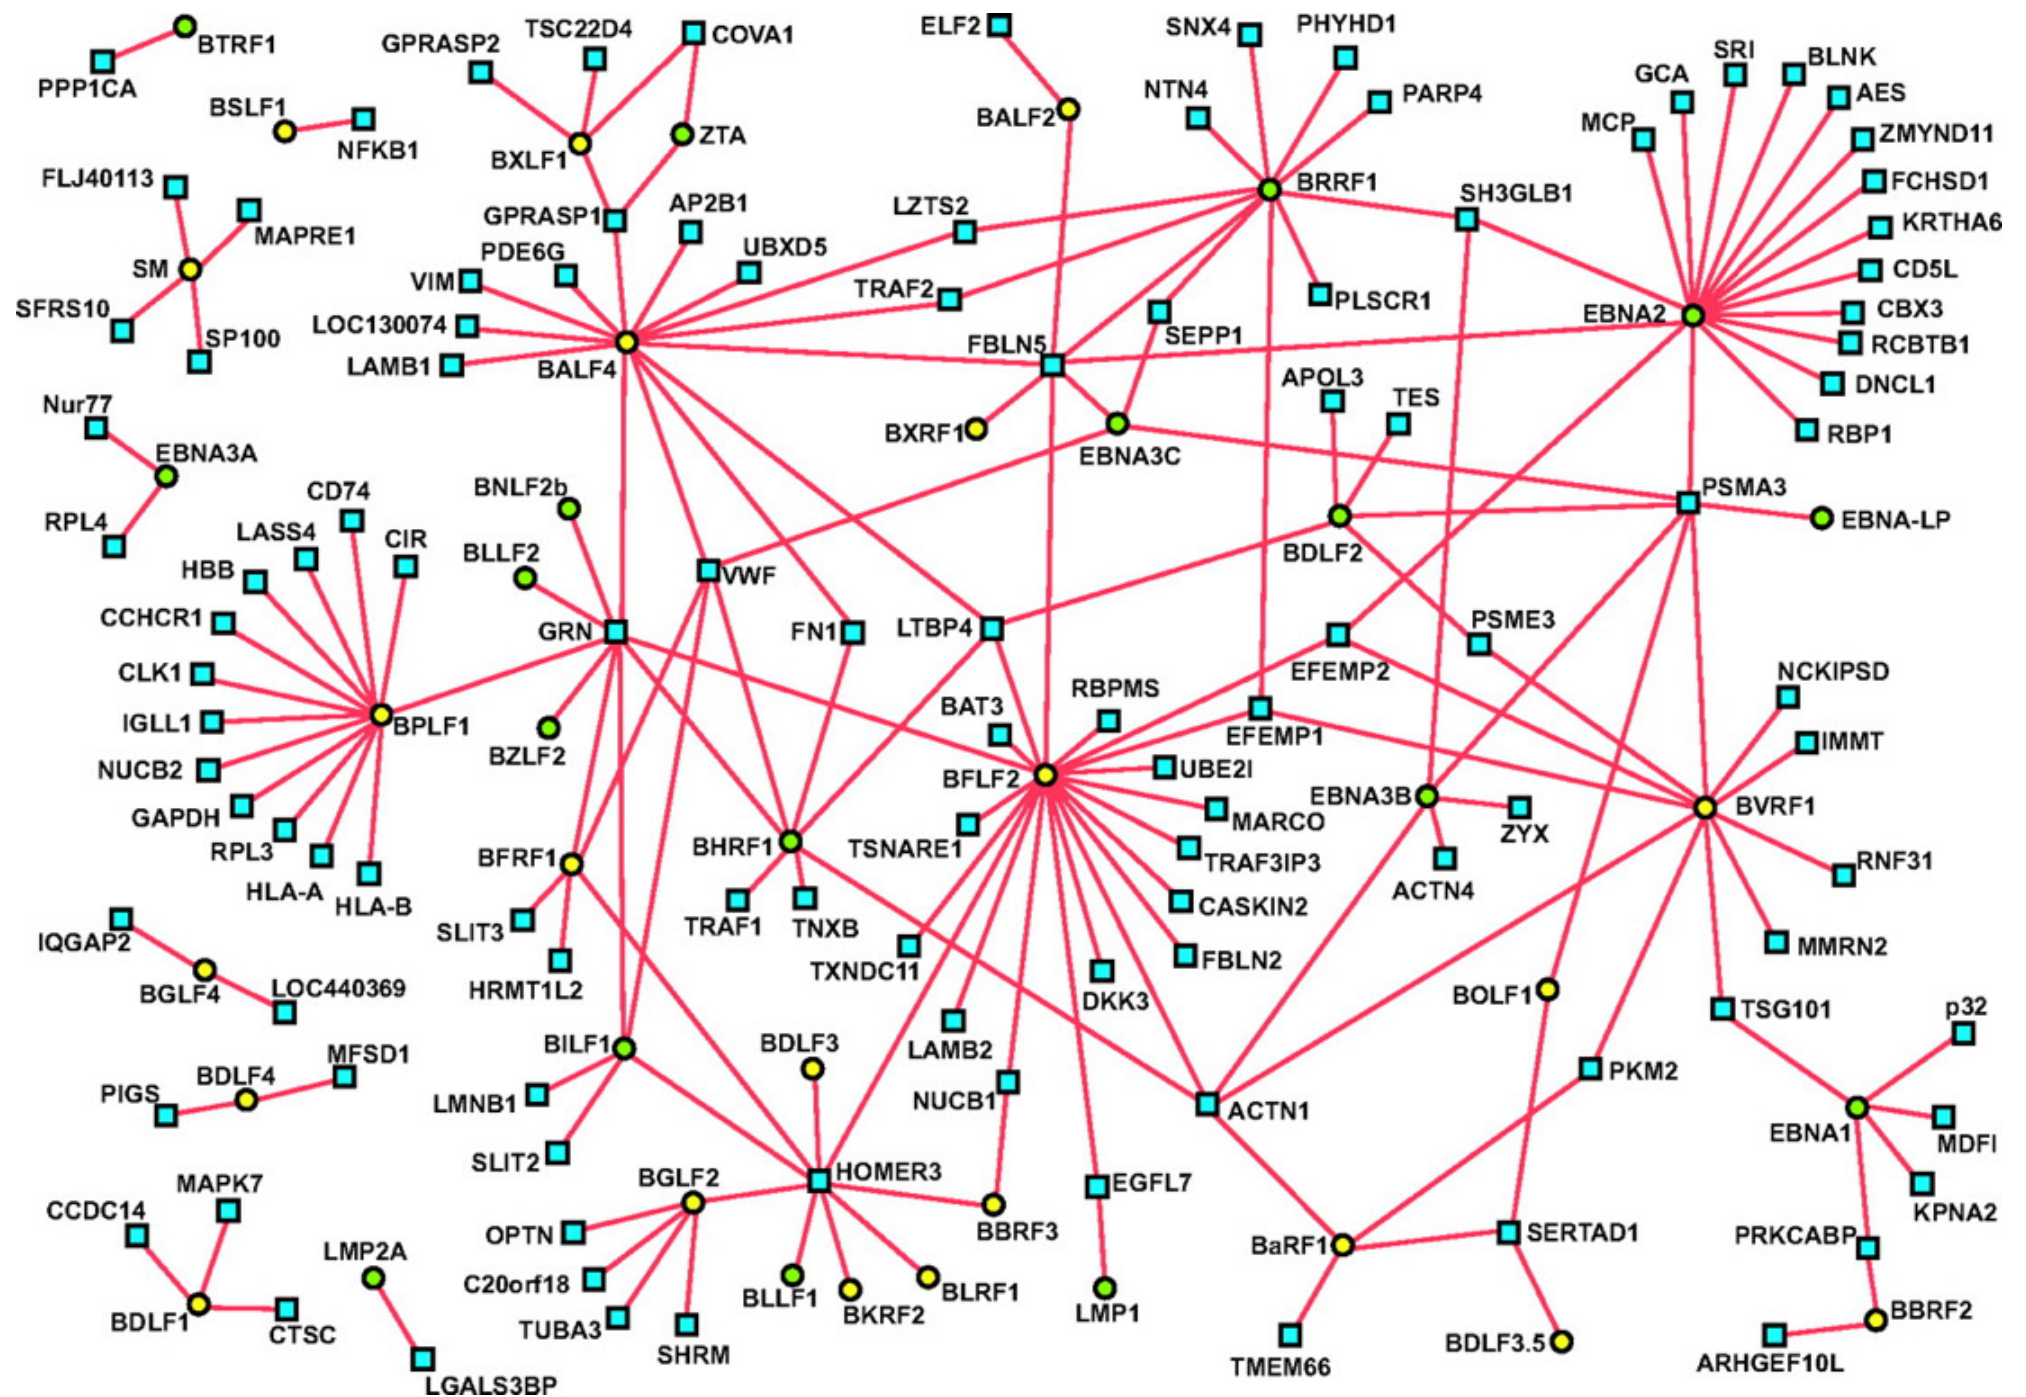 BTRF1
PPP1CA
BSLF1
NFKB1
FLJ40113
MAPRE1
SM
SFRS10
SP100
Nur77
EBNA3A
RPL4
GPRASP2
TSC22D4
COVA1
BXLF1
ZTA
GPRASP1
AP2B1
PDE6G
UBXD5
VIM
LOC130074
LAMB1
BALF4
ELF2
BALF2
LZTS2
TRAF2
FBLN5
BXRF1
EBNA3C
SEPP1
SNX4
PHYHD1
NTN4
PARP4
BRRF1
SH3GLB1
PLSCR1
APOL3
TES
BDLF2
GCA
SRI
BLNK
MCP
AES
ZMYND11
FCHSD1
KRTHA6
CD5L
EBNA2
CBX3
RCBTB1
DNCL1
RBP1
PSMA3
EBNA-LP
CD74
LASS4
CIR
HBB
CCHCR1
CLK1
IGLL1
BPLF1
NUCB2
GAPDH
RPL3
HLA-A
HLA-B
BNLF2b
BLLF2
GRN
VWF
BZLF2
FN1
LTBP4
PSME3
EFEMP2
EFEMP1
RBPMS
BAT3
BFLF2
UBE2I
MARCO
TSNARE1
TRAF3IP3
CASKIN2
FBLN2
TXNDC11
DKK3
LAMB2
NUCB1
EBNA3B
ZYX
ACTN4
NCKIPSD
IMMT
BVRF1
RNF31
MMRN2
BHRF1
TRAF1
TNXB
BFRF1
SLIT3
HRMT1L2
IQGAP2
BGLF4
LOC440369
PIGS
BDLF4
MFSD1
BILF1
LMNB1
SLIT2
BDLF3
HOMER3
BGLF2
OPTN
C20orf18
TUBA3
SHRM
BLLF1
BKRF2
BLRF1
BBRF3
EGFL7
LMP1
ACTN1
BOLF1
TSG101
PKM2
p32
EBNA1
MDFI
KPNA2
PRKCABP
BBRF2
ARHGEF10L
BaRF1
SERTAD1
TMEM66
BDLF3.5
CCDC14
MAPK7
BDLF1
CTSC
LMP2A
LGALS3BP